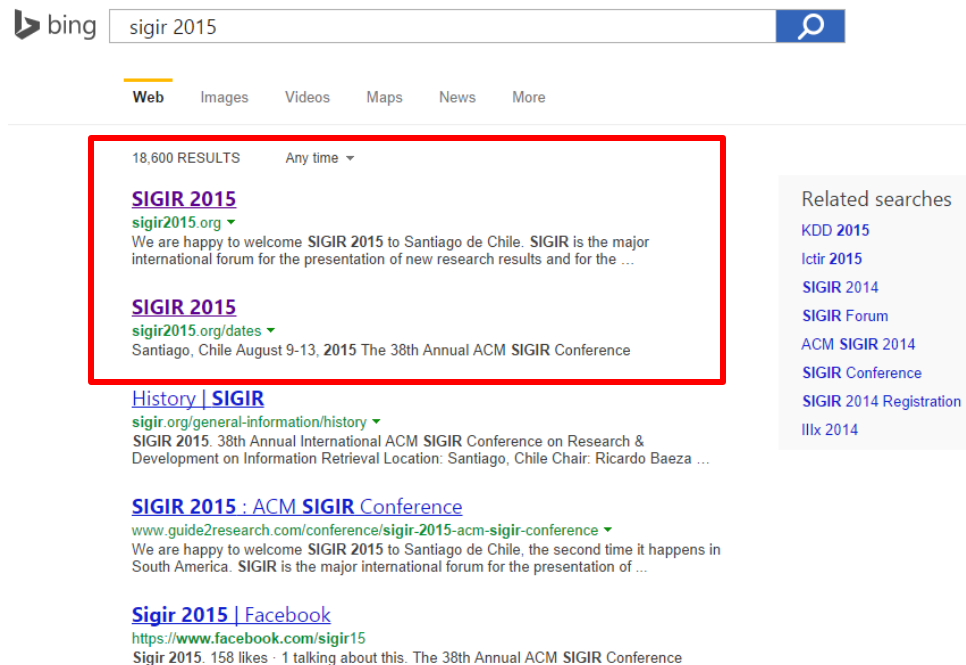 bing
sigir 2015
Web Images Videos Maps News More
18,600 RESULTS Any time
SIGIR 2015
sigir2015.org
We are happy to welcome SIGIR 2015 to Santiago de Chile. SIGIR is the major
international forum for the presentation of new research results and for the ...
SIGIR 2015
sigir2015.org/dates
Santiago, Chile August 9-13, 2015 The 38th Annual ACM SIGIR Conference
History | SIGIR
sigir.org/general-information/history
SIGIR 2015. 38th Annual International ACM SIGIR Conference on Research &
Development on Information Retrieval Location: Santiago, Chile Chair: Ricardo Baeza ...
SIGIR 2015 : ACM SIGIR Conference
www.guide2research.com/conference/sigir-2015-acm-sigir-conference
We are happy to welcome SIGIR 2015 to Santiago de Chile, the second time it happens in
South America. SIGIR is the major international forum for the presentation of ...
Sigir 2015 | Facebook
https://www.facebook.com/sigir15
Sigir 2015. 158 likes · 1 talking about this. The 38th Annual ACM SIGIR Conference
Related searches
KDD 2015
Ictir 2015
SIGIR 2014
SIGIR Forum
ACM SIGIR 2014
SIGIR Conference
SIGIR 2014 Registration
IIIx 2014